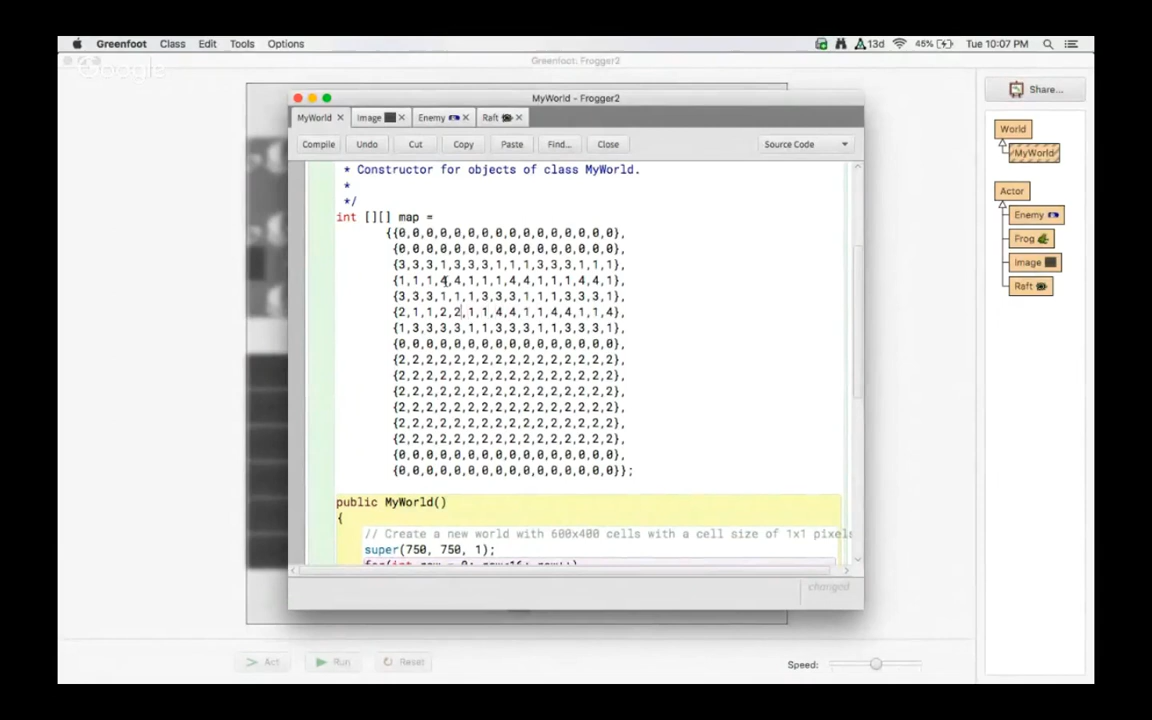 Greenfoot Class Edit Tools Options 13d 45% Tue 10:07 PM
Greenfoot: Frogger2
Google
MyWorld - Frogger2
MyWorld Image Enemy Raft
Compile Undo Cut Copy Paste Find... Close Source Code
* Constructor for objects of class MyWorld.
*
*/
int [][] map =
{{0,0,0,0,0,0,0,0,0,0,0,0,0,0,0,0},
{0,0,0,0,0,0,0,0,0,0,0,0,0,0,0,0},
{3,3,3,1,3,3,3,1,1,1,3,3,3,1,1,1},
{1,1,1,4,4,1,1,1,4,4,1,1,1,4,4,1},
{3,3,3,1,1,1,3,3,3,1,1,1,3,3,3,1},
{2,1,1,2,2,1,1,4,4,1,1,4,4,1,1,4},
{1,3,3,3,3,1,1,3,3,3,1,1,3,3,3,1},
{0,0,0,0,0,0,0,0,0,0,0,0,0,0,0,0},
{2,2,2,2,2,2,2,2,2,2,2,2,2,2,2,2},
{2,2,2,2,2,2,2,2,2,2,2,2,2,2,2,2},
{2,2,2,2,2,2,2,2,2,2,2,2,2,2,2,2},
{2,2,2,2,2,2,2,2,2,2,2,2,2,2,2,2},
{2,2,2,2,2,2,2,2,2,2,2,2,2,2,2,2},
{2,2,2,2,2,2,2,2,2,2,2,2,2,2,2,2},
{0,0,0,0,0,0,0,0,0,0,0,0,0,0,0,0},
{0,0,0,0,0,0,0,0,0,0,0,0,0,0,0,0}};
public MyWorld()
{
// Create a new world with 600x400 cells with a cell size of 1x1 pixels
super(750, 750, 1);
changed
Share...
World
MyWorld
Actor
Enemy
Frog
Image
Raft
Act Run Reset Speed: